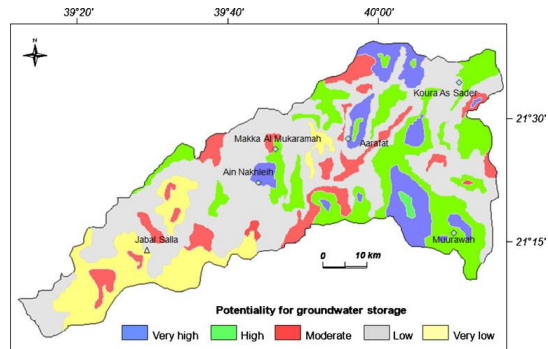 39°20' 39°40' 40°00'
N
Koura As Sader
21°30'
Makka Al Mukaramah
Aarafat
Ain Nakhleih
Muurawah
Jabal Salla
21°15'
0 10 km
Potentiality for groundwater storage
Very high High Moderate Low Very low